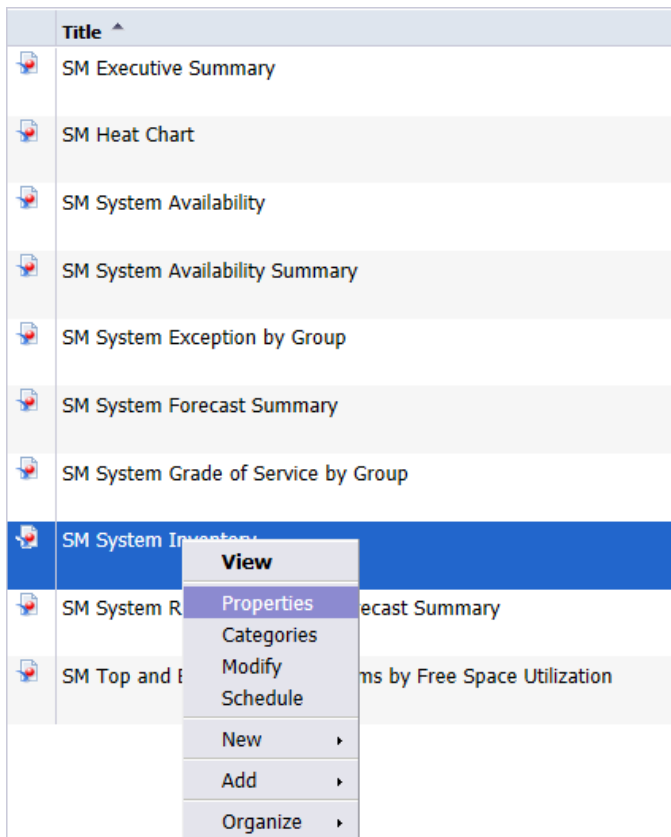 Title
SM Executive Summary
SM Heat Chart
SM System Availability
SM System Availability Summary
SM System Exception by Group
SM System Forecast Summary
SM System Grade of Service by Group
SM System Inventory
View
Properties
SM System R ecast Summary
Categories
Modify
SM Top and ms by Free Space Utilization
Schedule
New
Add
Organize